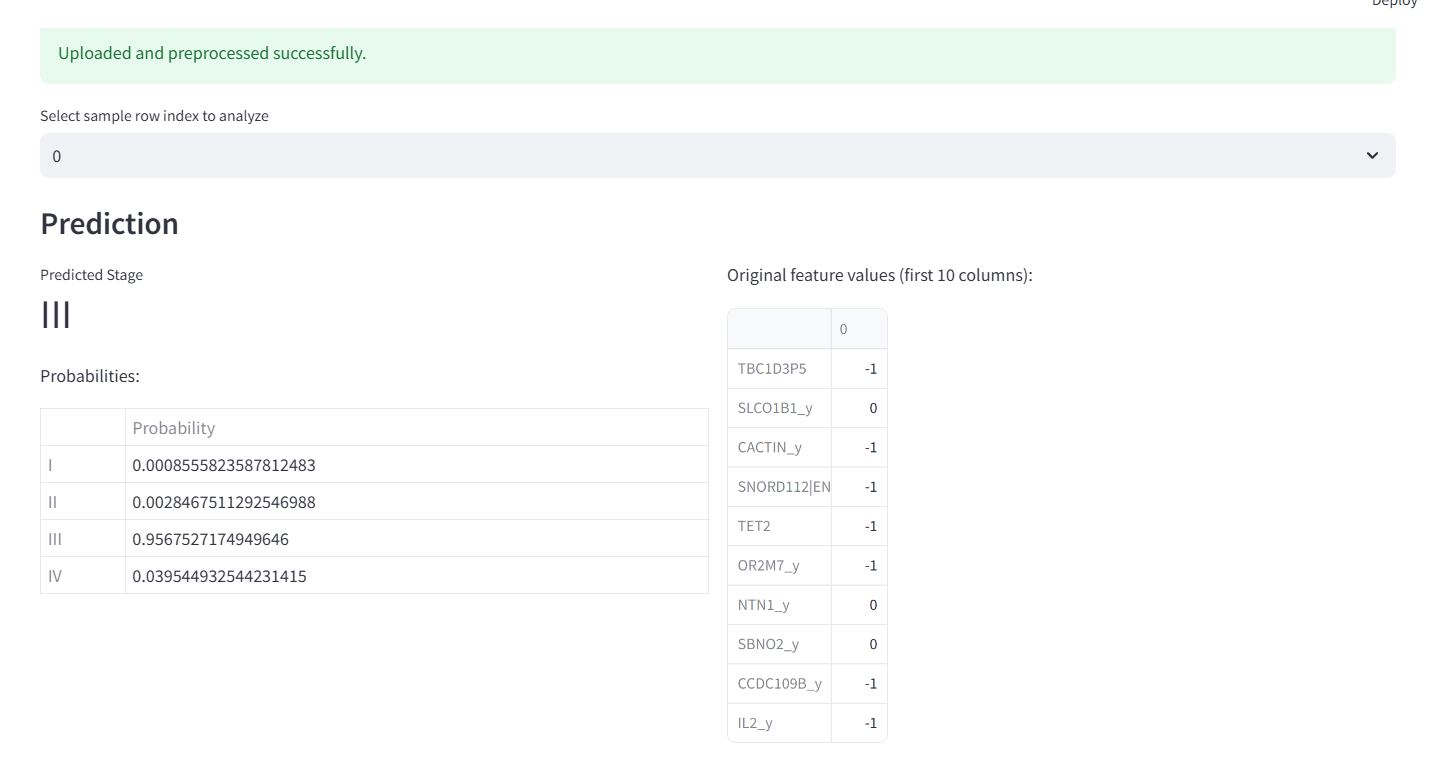 Deploy
Uploaded and preprocessed successfully.
Select sample row index to analyze
0
Prediction
Predicted Stage
III
Probabilities:
Probability
I 0.0008555823587812483
II 0.0028467511292546988
III 0.9567527174949646
IV 0.039544932544231415
Original feature values (first 10 columns):
0
TBC1D3P5 -1
SLCO1B1_y 0
CACTIN_y -1
SNORD112|EN -1
TET2 -1
OR2M7_y -1
NTN1_y 0
SBNO2_y 0
CCDC109B_y -1
IL2_y -1